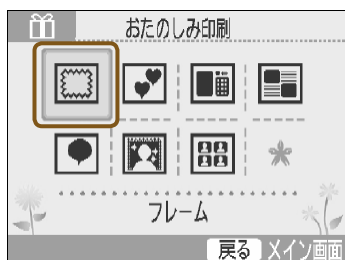 おたのしみ印刷
フレーム
戻る メイン画面